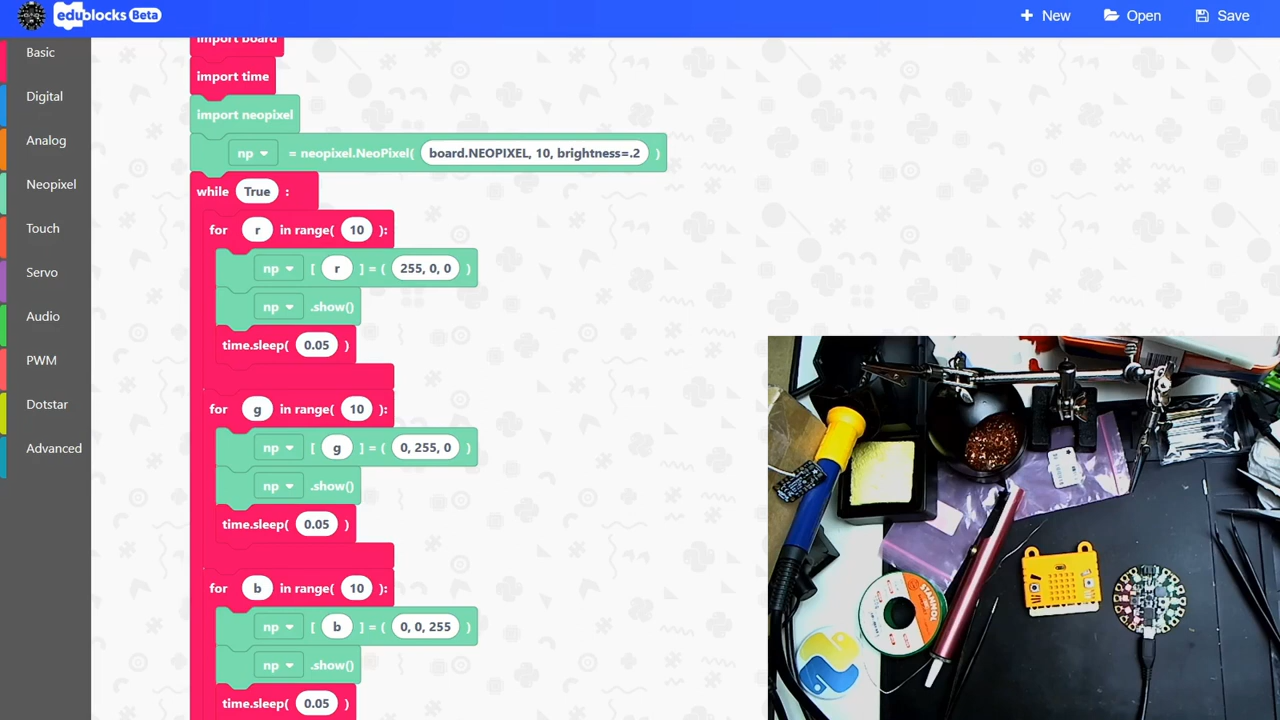 edublocks Beta
New Open Save
Basic
Digital
Analog
Neopixel
Touch
Servo
Audio
PWM
Dotstar
Advanced
import board
import time
import neopixel
np = neopixel.NeoPixel( board.NEOPIXEL, 10, brightness=.2 )
while True :
for r in range( 10 ):
np [ r ] = ( 255, 0, 0 )
np .show()
time.sleep( 0.05 )
for g in range( 10 ):
np [ g ] = ( 0, 255, 0 )
np .show()
time.sleep( 0.05 )
for b in range( 10 ):
np [ b ] = ( 0, 0, 255 )
np .show()
time.sleep( 0.05 )
STANNOL